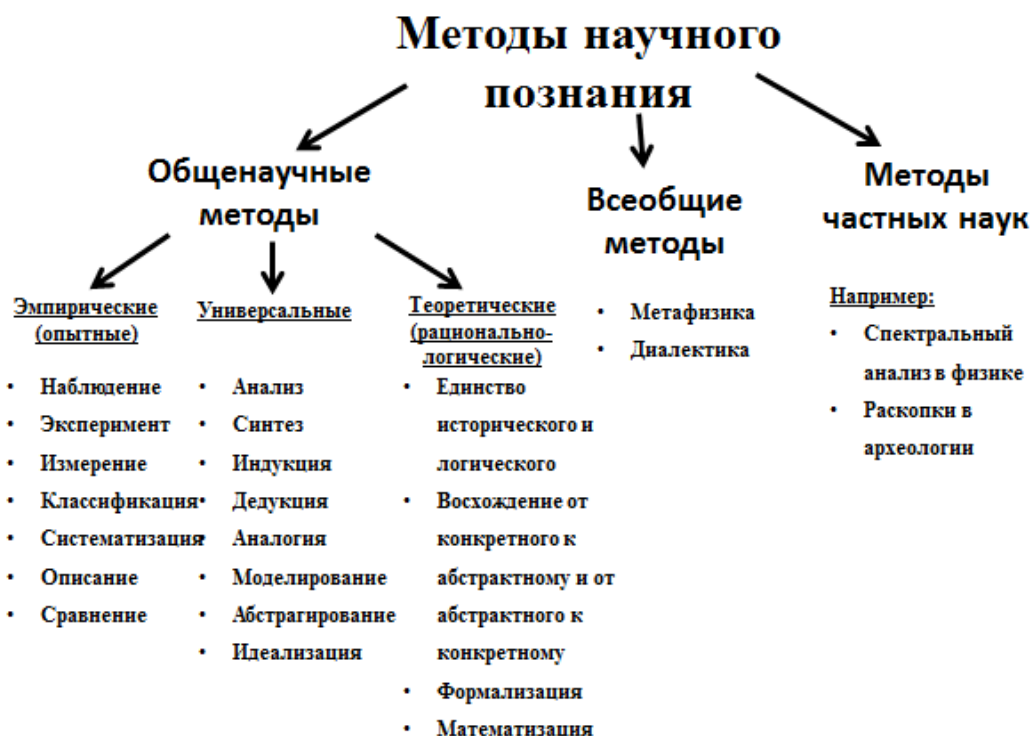 Методы научного
познания
Общенаучные
методы
Эмпирические
(опытные)
• Наблюдение
• Эксперимент
• Измерение
• Классификация
• Систематизация
• Описание
• Сравнение
Универсальные
• Анализ
• Синтез
• Индукция
• Дедукция
• Аналогия
• Моделирование
• Абстрагирование
• Идеализация
Теоретические
(рационально-
логические)
• Единство
исторического и
логического
• Восхождение от
конкретного к
абстрактному и от
абстрактного к
конкретному
• Формализация
• Математизация
Всеобщие
методы
• Метафизика
• Диалектика
Методы
частных наук
Например:
• Спектральный
анализ в физике
• Раскопки в
археологии